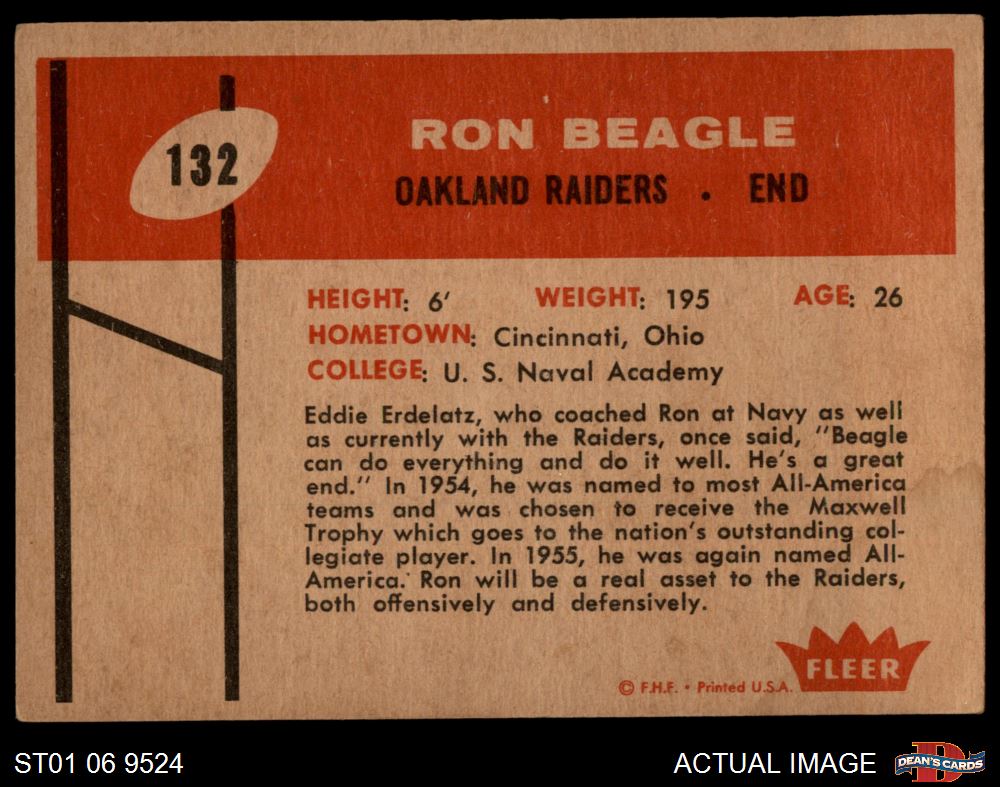 132
RON BEAGLE
OAKLAND RAIDERS . END
HEIGHT: 6' WEIGHT: 195 AGE: 26
HOMETOWN: Cincinnati, Ohio
COLLEGE: U. S. Naval Academy
Eddie Erdelatz, who coached Ron at Navy as well
as currently with the Raiders, once said, "Beagle
can do everything and do it well. He's a great
end." In 1954, he was named to most All-America
teams and was chosen to receive the Maxwell
Trophy which goes to the nation's outstanding col-
legiate player. In 1955, he was again named All-
America. Ron will be a real asset to the Raiders,
both offensively and defensively.
FLEER
© F.H.F. • Printed U.S.A.
ST01 06 9524
ACTUAL IMAGE
D
DEAN'S CARDS